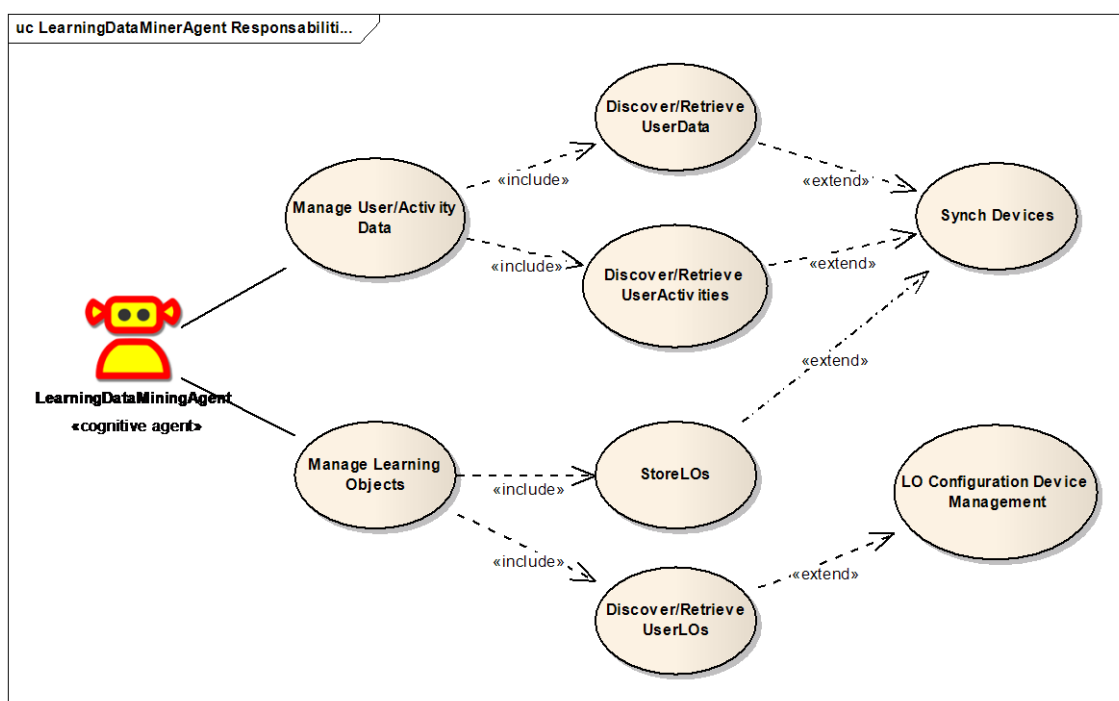 uc LearningDataMinerAgent Responsabiliti...
Discover/Retrieve
UserData
«include»
«extend»
Manage User/Activity
Data
Synch Devices
«include»
Discover/Retrieve
UserActivities
«extend»
LearningDataMiningAgent
«cognitive agent»
«extend»
Manage Learning
Objects
«include»
StoreLOs
LO Configuration Device
Management
«include»
Discover/Retrieve
UserLOs
«extend»